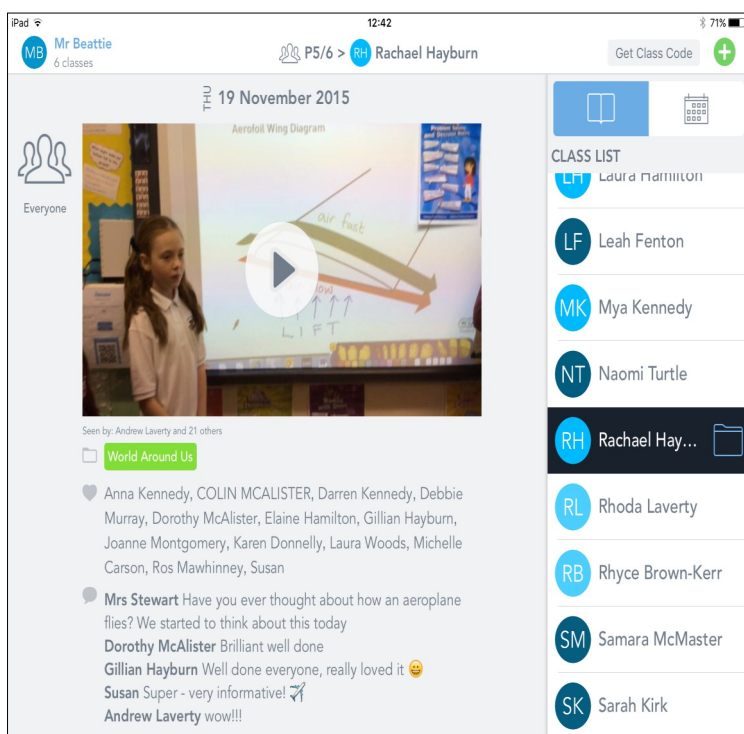 iPad
12:42
71%
MB
Mr Beattie
6 classes
P5/6 > RH Rachael Hayburn
Get Class Code
THU
19 November 2015
Everyone
Aerofoil Wing Diagram
air fast
LIFT
Seen by: Andrew Laverty and 21 others
World Around Us
Anna Kennedy, COLIN MCALISTER, Darren Kennedy, Debbie
Murray, Dorothy McAlister, Elaine Hamilton, Gillian Hayburn,
Joanne Montgomery, Karen Donnelly, Laura Woods, Michelle
Carson, Ros Mawhinney, Susan
Mrs Stewart Have you ever thought about how an aeroplane
flies? We started to think about this today
Dorothy McAlister Brilliant well done
Gillian Hayburn Well done everyone, really loved it 😀
Susan Super - very informative! ✈️
Andrew Laverty wow!!!
CLASS LIST
LH Laura Hamilton
LF Leah Fenton
MK Mya Kennedy
NT Naomi Turtle
RH Rachael Hay...
RL Rhoda Laverty
RB Rhyce Brown-Kerr
SM Samara McMaster
SK Sarah Kirk